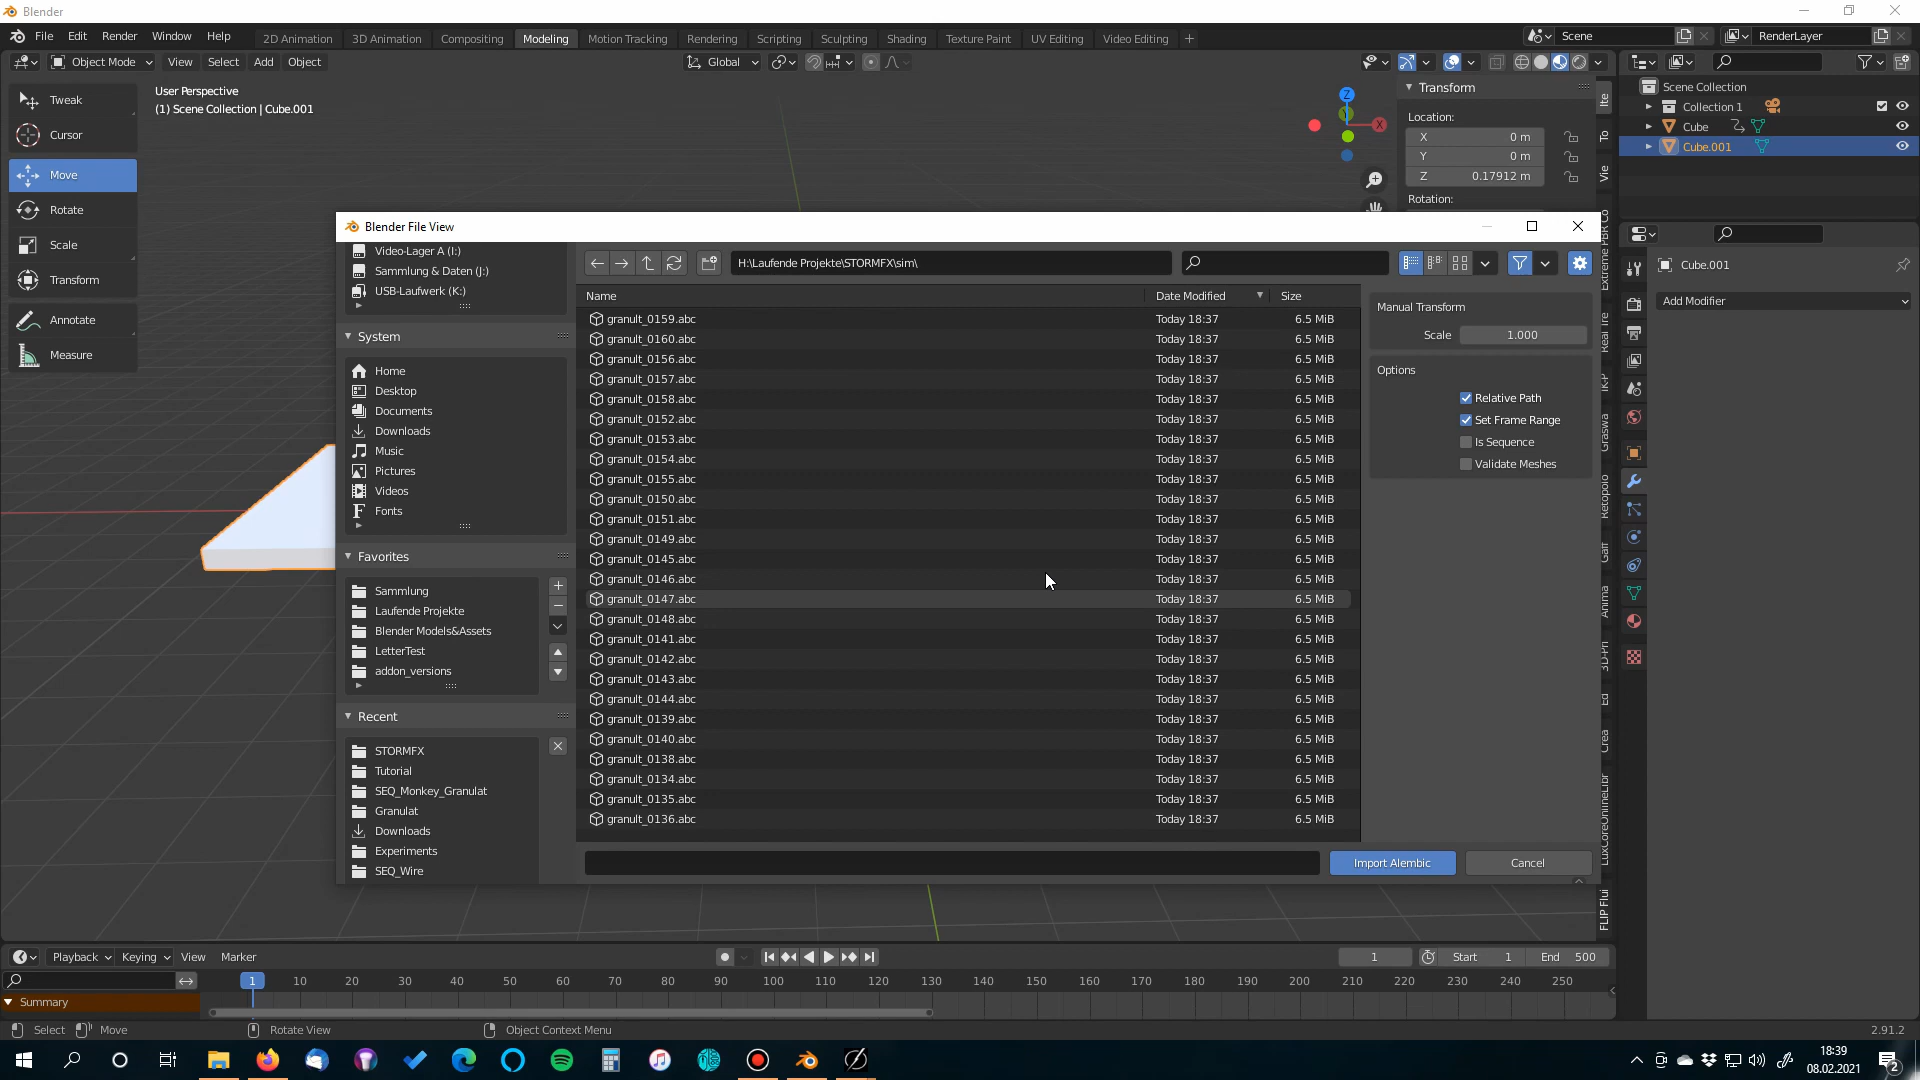 Blender
File Edit Render Window Help
2D Animation 3D Animation Compositing Modeling Motion Tracking Rendering Scripting Sculpting Shading Texture Paint UV Editing Video Editing +
Scene RenderLayer
Object Mode View Select Add Object Global
Tweak
Cursor
Move
Rotate
Scale
Transform
Annotate
Measure
User Perspective
(1) Scene Collection | Cube.001
Z
X
Transform
Location:
X 0 m
Y 0 m
Z 0.17912 m
Rotation:
Ite
To
Vie
Extreme PBR Co
Real Tre
Graswa
Retopolo
Gaff
Anima
3D-Pri
Ed
Crea
LuxCoreOnlineLibr
FLIP Flui
Scene Collection
Collection 1
Cube
Cube.001
Cube.001
Add Modifier
Blender File View
Video-Lager A (I:)
Sammlung & Daten (J:)
USB-Laufwerk (K:)
System
Home
Desktop
Documents
Downloads
Music
Pictures
Videos
Fonts
Favorites
Sammlung
Laufende Projekte
Blender Models&Assets
LetterTest
addon_versions
Recent
STORMFX
Tutorial
SEQ_Monkey_Granulat
Granulat
Downloads
Experiments
SEQ_Wire
H:\Laufende Projekte\STORMFX\sim\
Name Date Modified Size
granult_0159.abc Today 18:37 6.5 MiB
granult_0160.abc Today 18:37 6.5 MiB
granult_0156.abc Today 18:37 6.5 MiB
granult_0157.abc Today 18:37 6.5 MiB
granult_0158.abc Today 18:37 6.5 MiB
granult_0152.abc Today 18:37 6.5 MiB
granult_0153.abc Today 18:37 6.5 MiB
granult_0154.abc Today 18:37 6.5 MiB
granult_0155.abc Today 18:37 6.5 MiB
granult_0150.abc Today 18:37 6.5 MiB
granult_0151.abc Today 18:37 6.5 MiB
granult_0149.abc Today 18:37 6.5 MiB
granult_0145.abc Today 18:37 6.5 MiB
granult_0146.abc Today 18:37 6.5 MiB
granult_0147.abc Today 18:37 6.5 MiB
granult_0148.abc Today 18:37 6.5 MiB
granult_0141.abc Today 18:37 6.5 MiB
granult_0142.abc Today 18:37 6.5 MiB
granult_0143.abc Today 18:37 6.5 MiB
granult_0144.abc Today 18:37 6.5 MiB
granult_0139.abc Today 18:37 6.5 MiB
granult_0140.abc Today 18:37 6.5 MiB
granult_0138.abc Today 18:37 6.5 MiB
granult_0134.abc Today 18:37 6.5 MiB
granult_0135.abc Today 18:37 6.5 MiB
granult_0136.abc Today 18:37 6.5 MiB
Manual Transform
Scale 1.000
Options
Relative Path
Set Frame Range
Is Sequence
Validate Meshes
Import Alembic Cancel
Playback Keying View Marker 1 Start 1 End 500
1 10 20 30 40 50 60 70 80 90 100 110 120 130 140 150 160 170 180 190 200 210 220 230 240 250
Summary
Select Move Rotate View Object Context Menu 2.91.2
18:39
08.02.2021
2